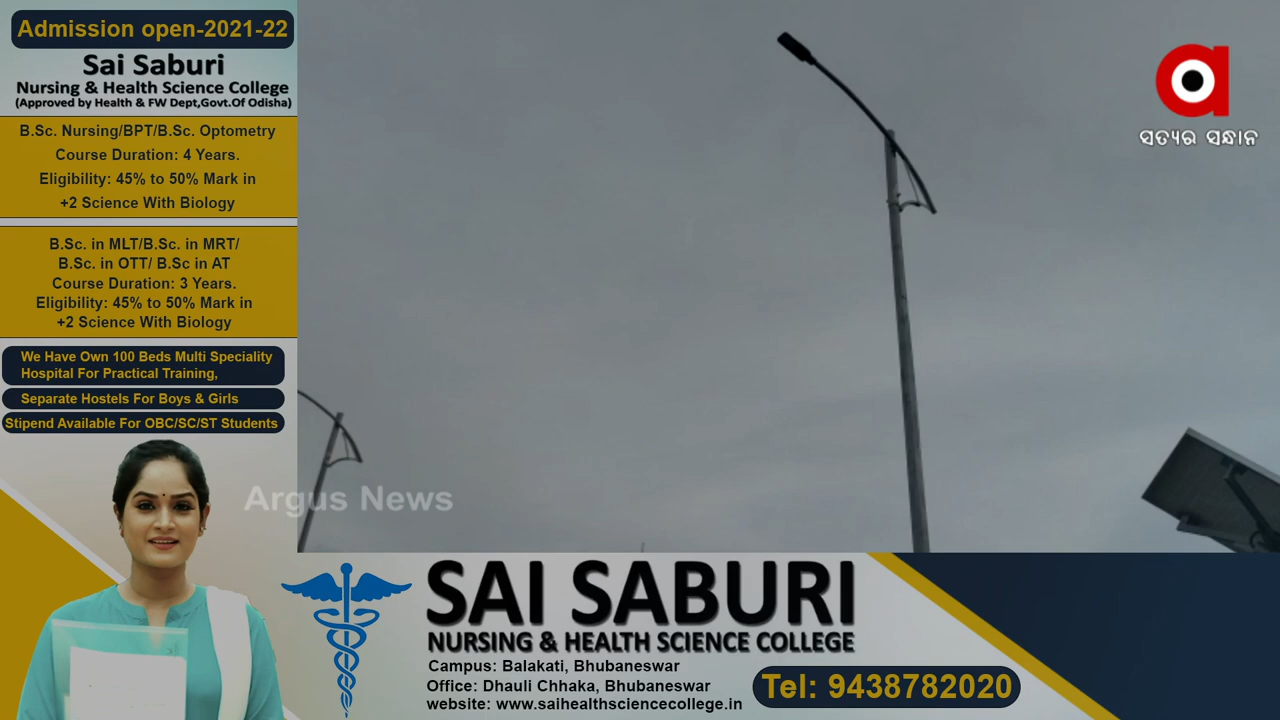 Admission open-2021-22
Sai Saburi
Nursing & Health Science College
(Approved by Health & FW Dept,Govt.Of Odisha)
B.Sc. Nursing/BPT/B.Sc. Optometry
Course Duration: 4 Years.
Eligibility: 45% to 50% Mark in
+2 Science With Biology
B.Sc. in MLT/B.Sc. in MRT/
B.Sc. in OTT/ B.Sc in AT
Course Duration: 3 Years.
Eligibility: 45% to 50% Mark in
+2 Science With Biology
We Have Own 100 Beds Multi Speciality
Hospital For Practical Training,
Separate Hostels For Boys & Girls
Stipend Available For OBC/SC/ST Students
ସତ୍ୟର ସନ୍ଧାନ
Argus News
SAI SABURI
NURSING & HEALTH SCIENCE COLLEGE
Campus: Balakati, Bhubaneswar
Office: Dhauli Chhaka, Bhubaneswar
website: www.saihealthsciencecollege.in
Tel: 9438782020